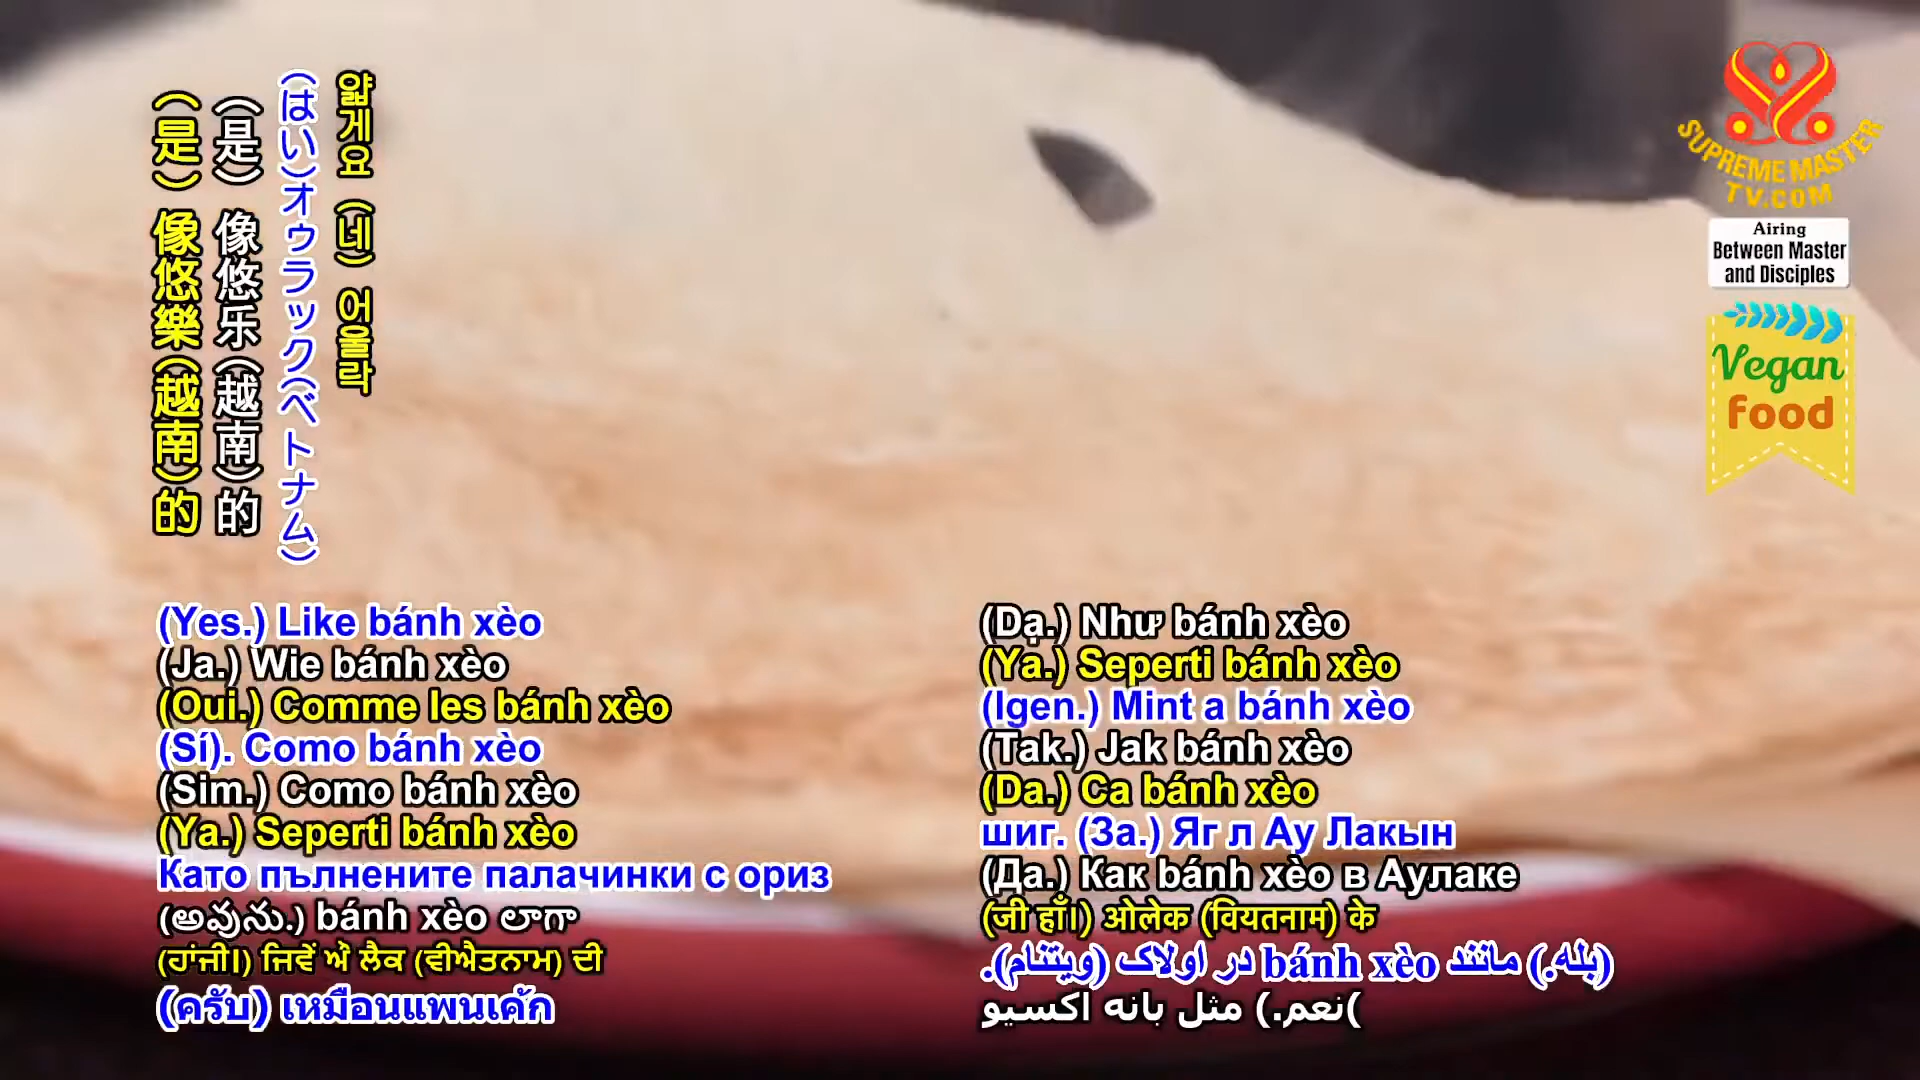 얇게요 (네) 어울락
(はい)オゥラック(ベトナム)
(是) 像悠乐(越南)的
(是) 像悠樂(越南)的
SUPREME MASTER
TV.COM
Airing
Between Master
and Disciples
Vegan
Food
(Yes.) Like bánh xèo
(Ja.) Wie bánh xèo
(Oui.) Comme les bánh xèo
(Sí). Como bánh xèo
(Sim.) Como bánh xèo
(Ya.) Seperti bánh xèo
Като пълнените палачинки с ориз
(అవును.) bánh xèo లాగా
(ਹਾਂਜੀ।) ਜਿਵੇਂ ਔ ਲੈਕ (ਵੀਐਤਨਾਮ) ਦੀ
(ครับ) เหมือนแพนเค้ก
(Dạ.) Như bánh xèo
(Ya.) Seperti bánh xèo
(Igen.) Mint a bánh xèo
(Tak.) Jak bánh xèo
(Da.) Ca bánh xèo
шиг. (За.) Яг л Ау Лакын
(Да.) Как bánh xèo в Аулаке
(जी हाँ।) ओलेक (वियतनाम) के
(بله.) مانند bánh xèo در اولاک (ویتنام).
)نعم.) مثل بانه اكسيو